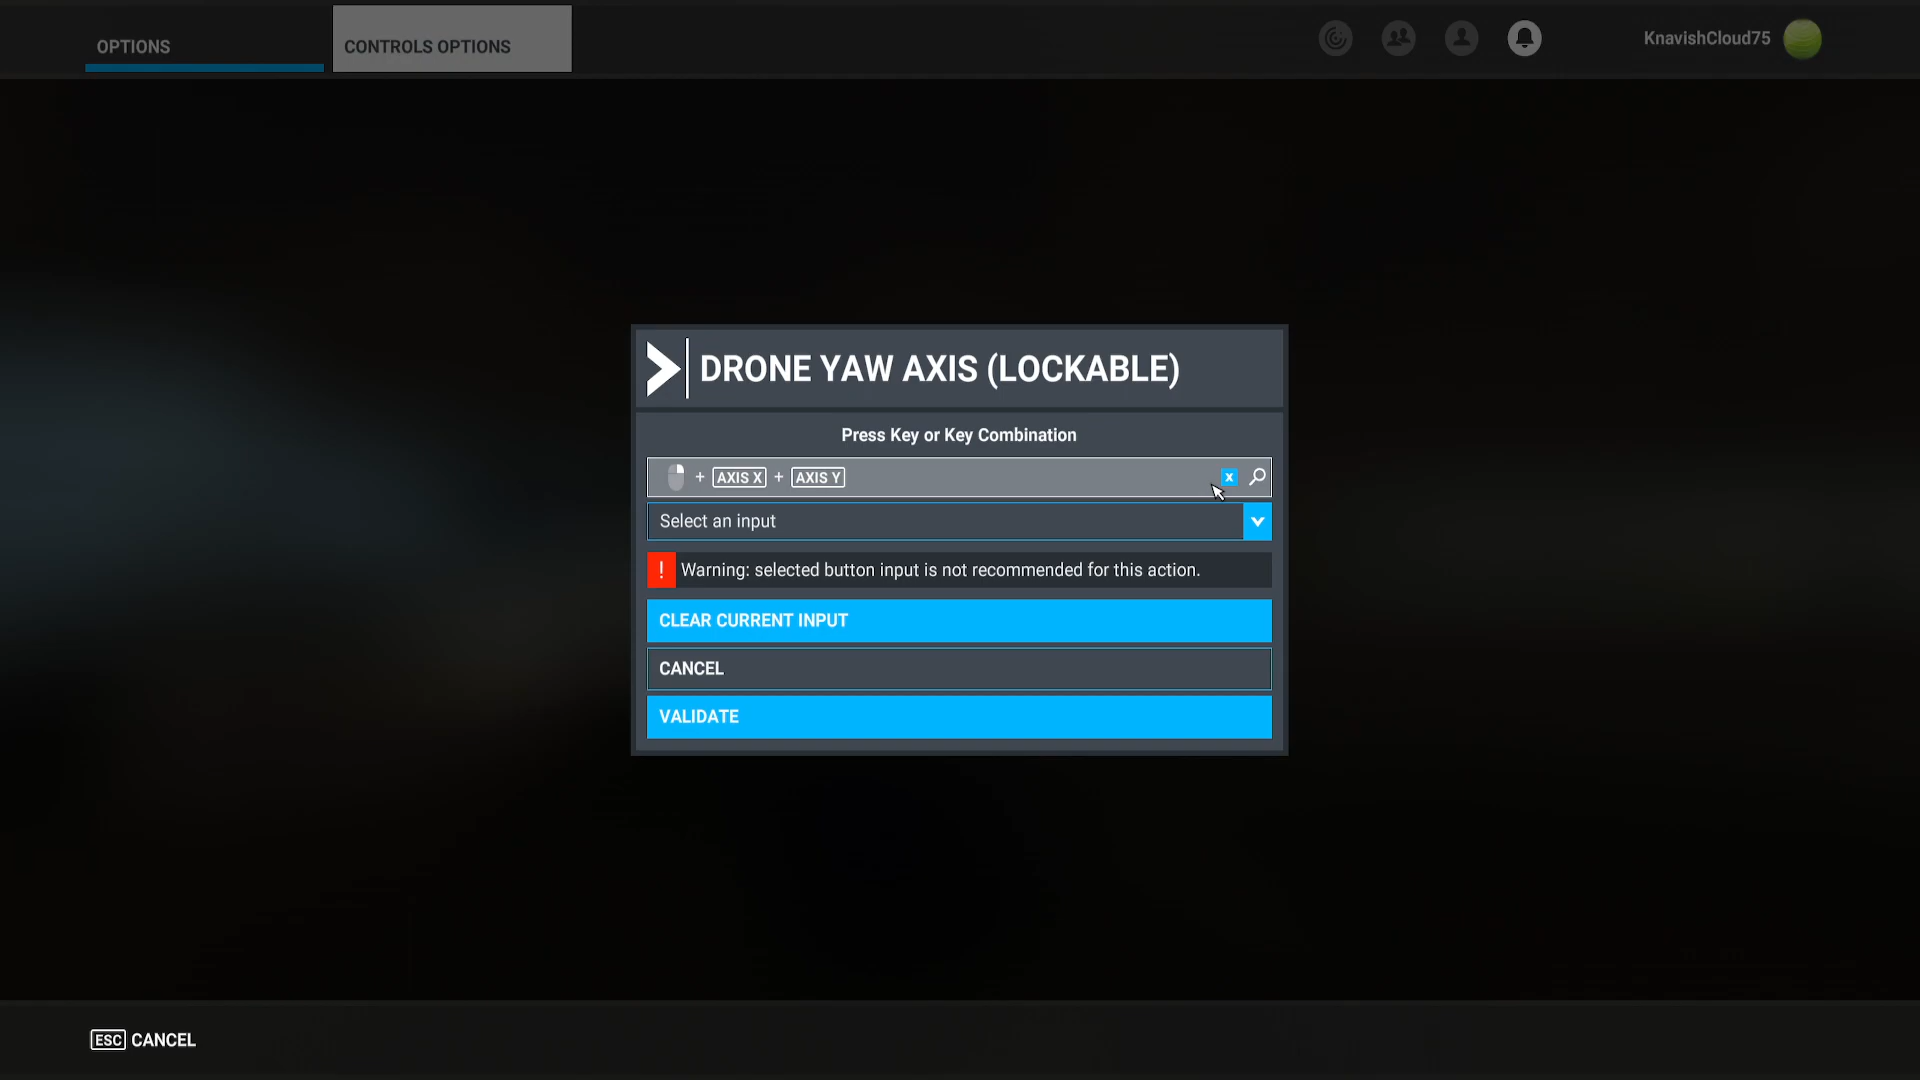 OPTIONS
CONTROLS OPTIONS
KnavishCloud75
DRONE YAW AXIS (LOCKABLE)
Press Key or Key Combination
+ AXIS X + AXIS Y
x
Select an input
! Warning: selected button input is not recommended for this action.
CLEAR CURRENT INPUT
CANCEL
VALIDATE
ESC CANCEL